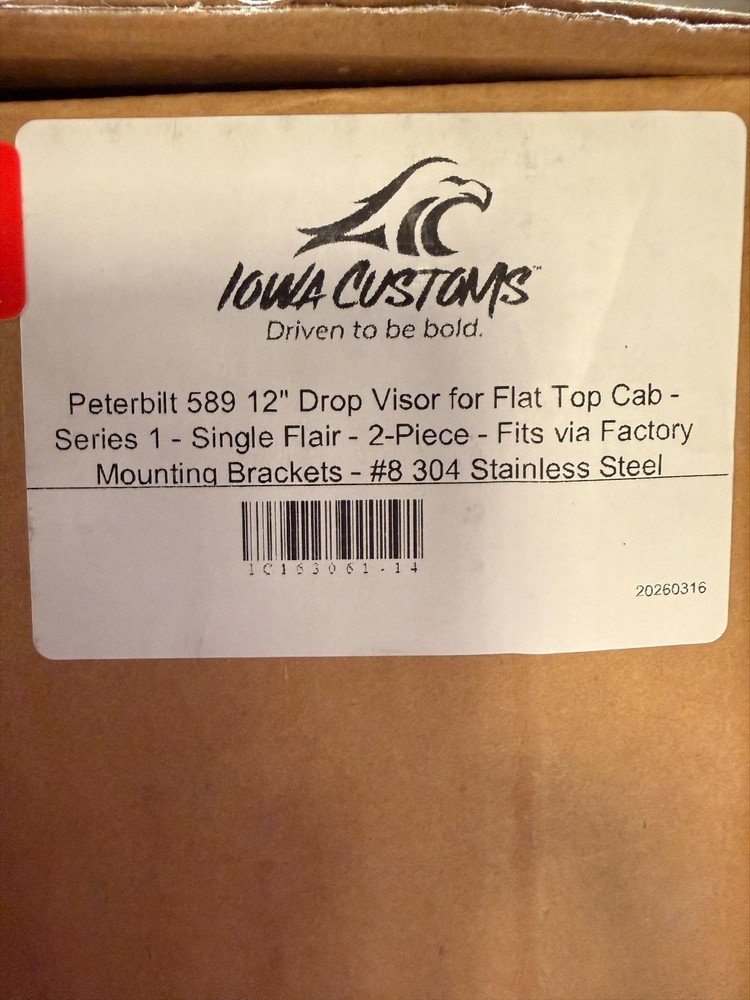 IOWA CUSTOMS™
Driven to be bold.
Peterbilt 589 12" Drop Visor for Flat Top Cab -
Series 1 - Single Flair - 2-Piece - Fits via Factory
Mounting Brackets - #8 304 Stainless Steel
IC163061-14
20260316